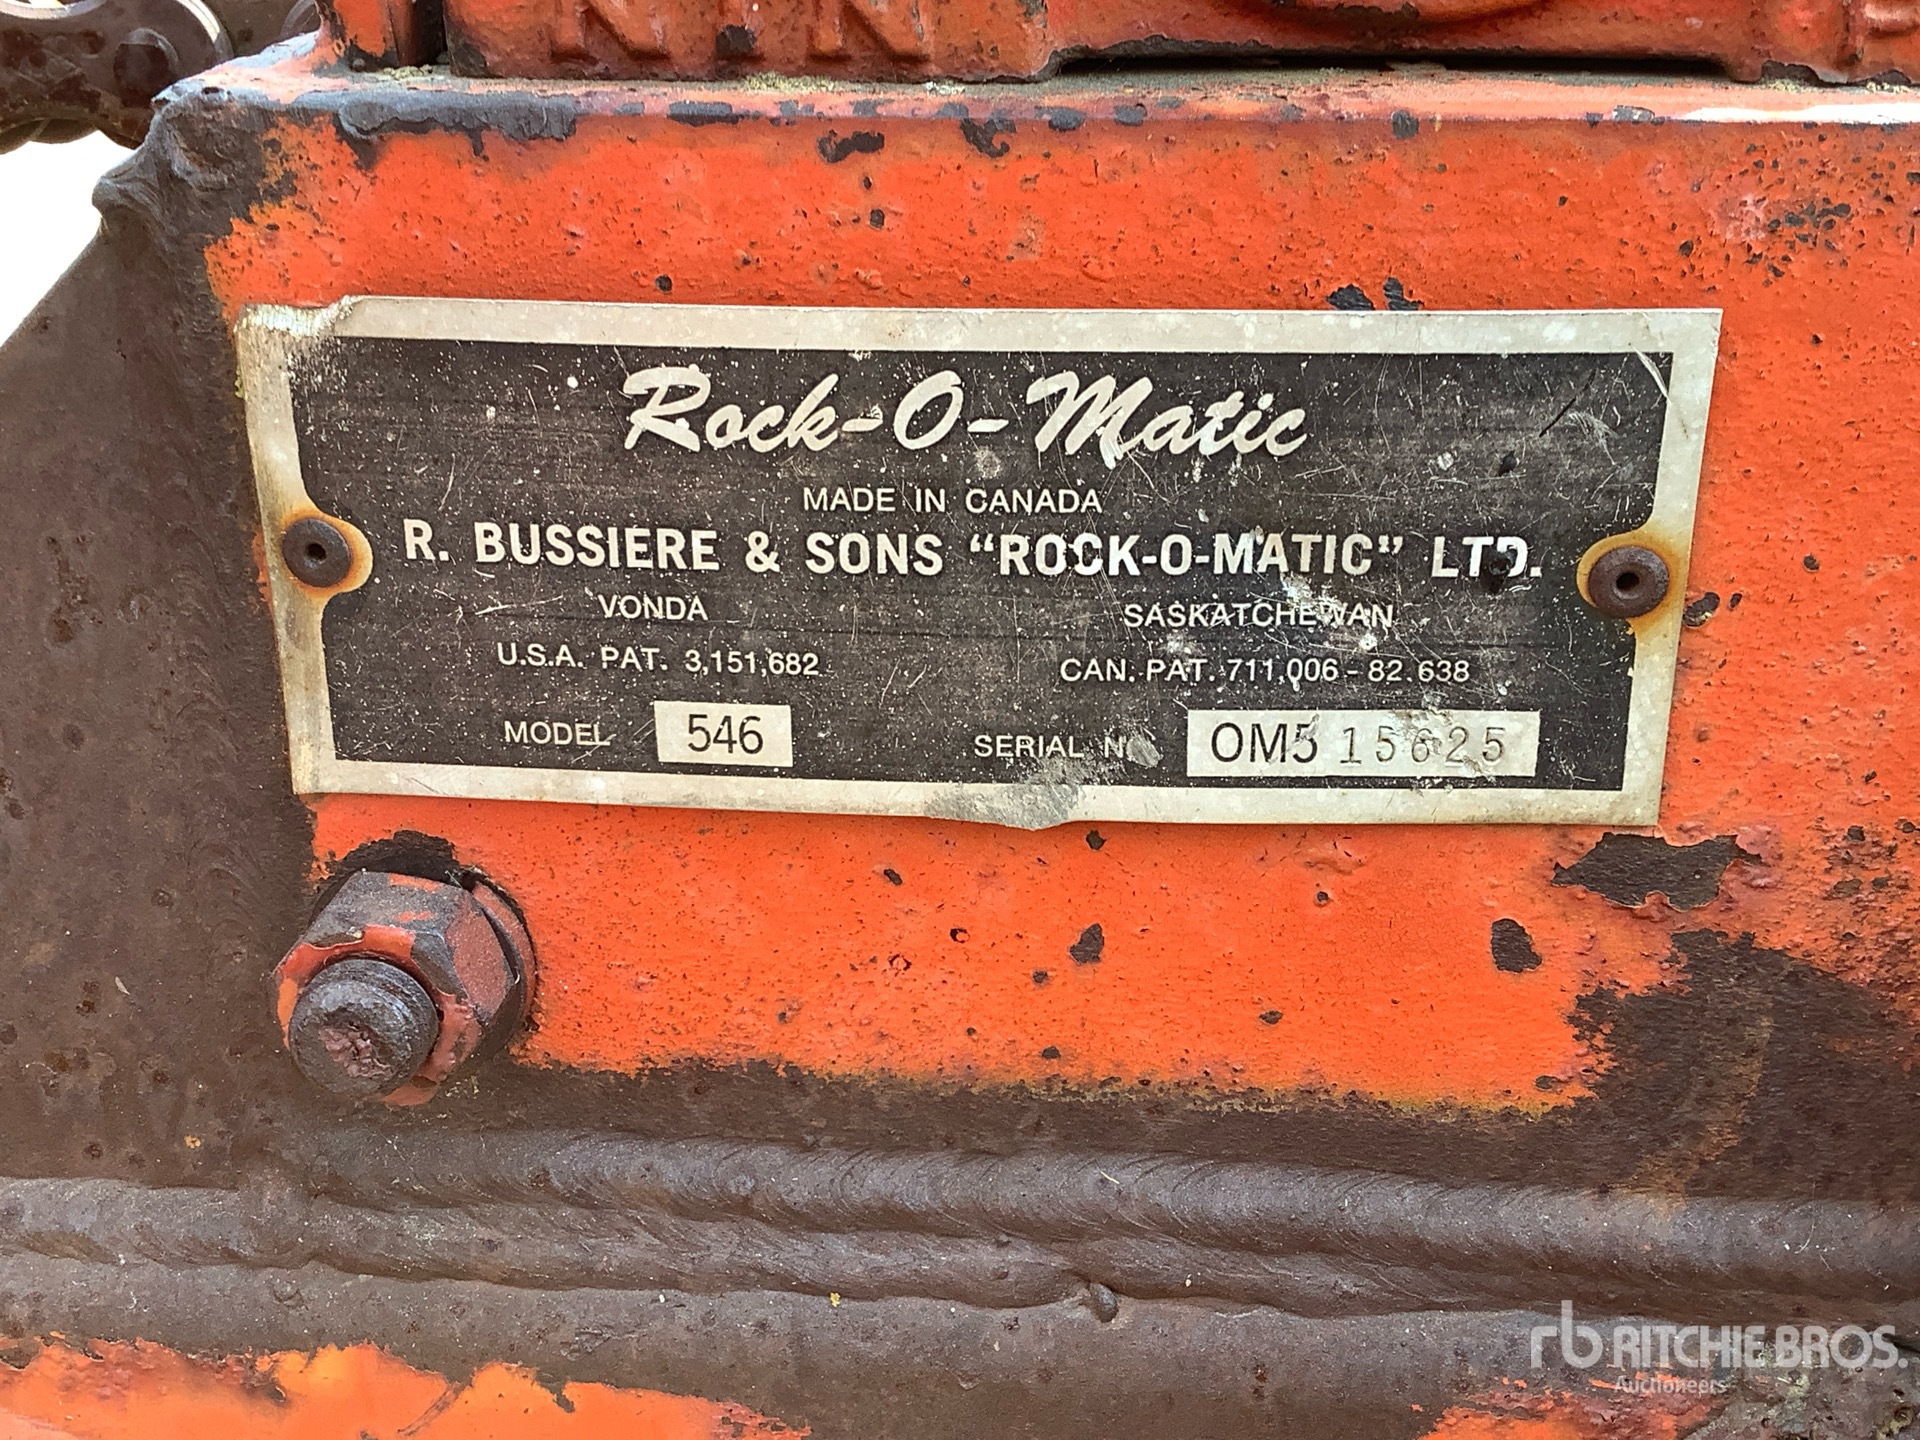 Rock-O-Matic
MADE IN CANADA
R. BUSSIERE & SONS “ROCK-O-MATIC” LTD.
VONDA SASKATCHEWAN
U.S.A. PAT. 3,151,682 CAN. PAT. 711,006 - 82.638
MODEL 546 SERIAL OM5 15625
rb RITCHIE BROS.
Auctioneers